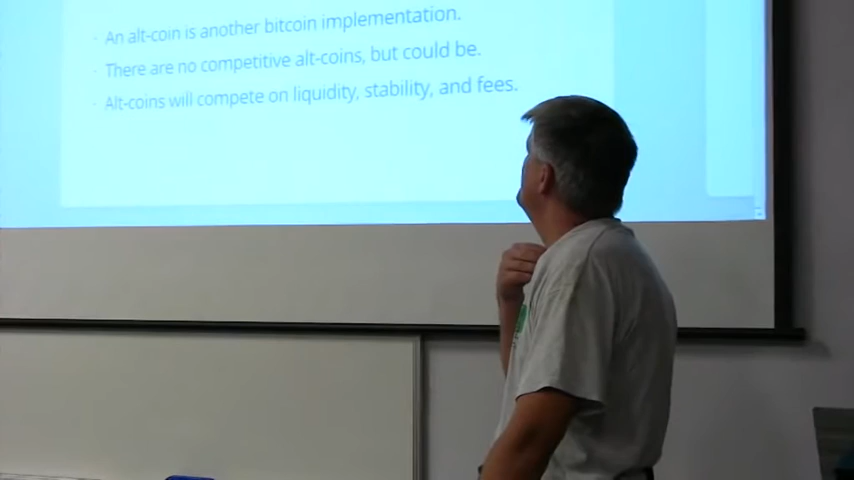 · An alt-coin is another bitcoin implementation.
· There are no competitive alt-coins, but could be.
· Alt-coins will compete on liquidity, stability, and fees.